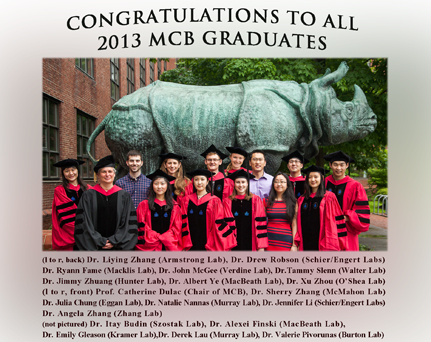 CONGRATULATIONS TO ALL
2013 MCB GRADUATES
(l to r, back) Dr. Liying Zhang (Armstrong Lab), Dr. Drew Robson (Schier/Engert Labs)
Dr. Ryann Fame (Macklis Lab), Dr. John McGee (Verdine Lab), Dr.Tammy Slenn (Walter Lab)
Dr. Jimmy Zhuang (Hunter Lab), Dr. Albert Ye (MacBeath Lab), Dr. Xu Zhou (O'Shea Lab)
(l to r, front) Prof. Catherine Dulac (Chair of MCB), Dr. Sherry Zhang (McMahon Lab)
Dr. Julia Chung (Eggan Lab), Dr. Natalie Nannas (Murray Lab), Dr. Jennifer Li (Schier/Engert Labs)
Dr. Angela Zhang (Zhang Lab)
(not pictured) Dr. Itay Budin (Szostak Lab), Dr. Alexei Finski (MacBeath Lab),
Dr. Emily Gleason (Kramer Lab),Dr. Derek Lau (Murray Lab), Dr. Valerie Pivorunas (Burton Lab)